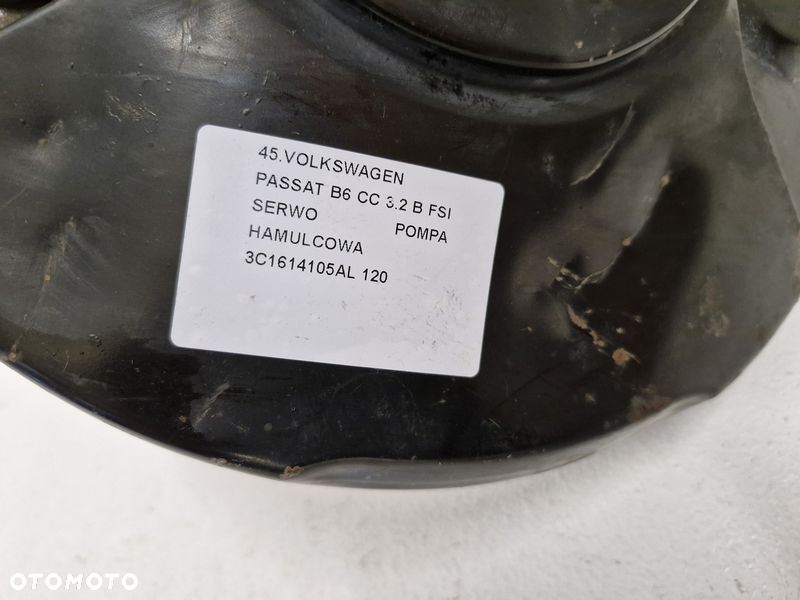 45.VOLKSWAGEN
PASSAT B6 CC 3.2 B FSI
SERWO POMPA
HAMULCOWA
3C1614105AL 120
OTOMOTO